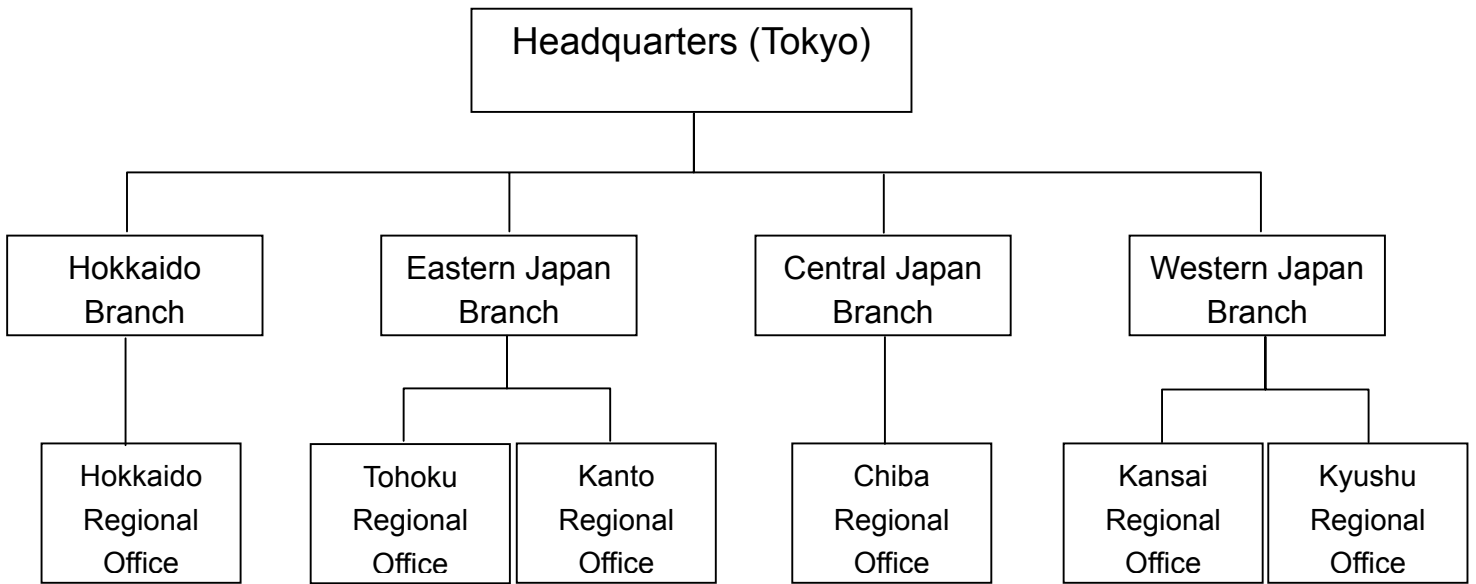 Headquarters (Tokyo)
Hokkaido
Branch
Eastern Japan
Branch
Central Japan
Branch
Western Japan
Branch
Hokkaido
Regional
Office
Tohoku
Regional
Office
Kanto
Regional
Office
Chiba
Regional
Office
Kansai
Regional
Office
Kyushu
Regional
Office